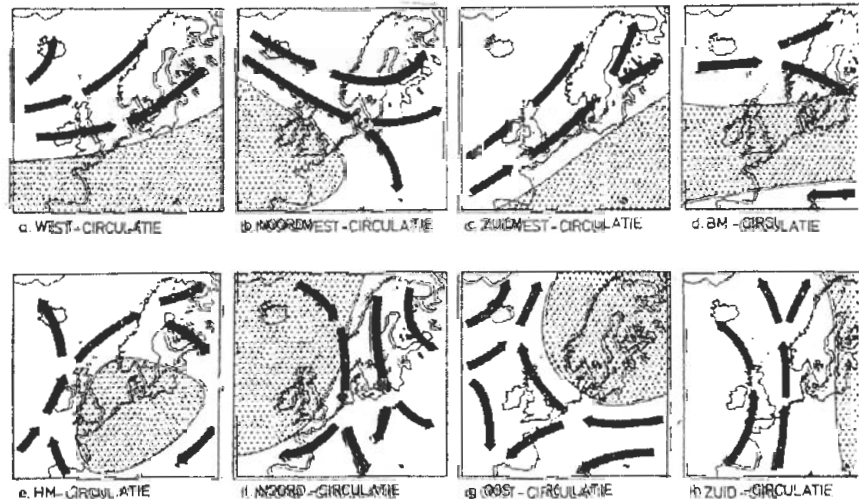 a. WEST-CIRCULATIE
b. NOORDWEST-CIRCULATIE
c. ZUIDWEST-CIRCULATIE
d. BM-CIRCULATIE
e. HM-CIRCULATIE
f. NOORD-CIRCULATIE
g. OOST-CIRCULATIE
h. ZUID-CIRCULATIE